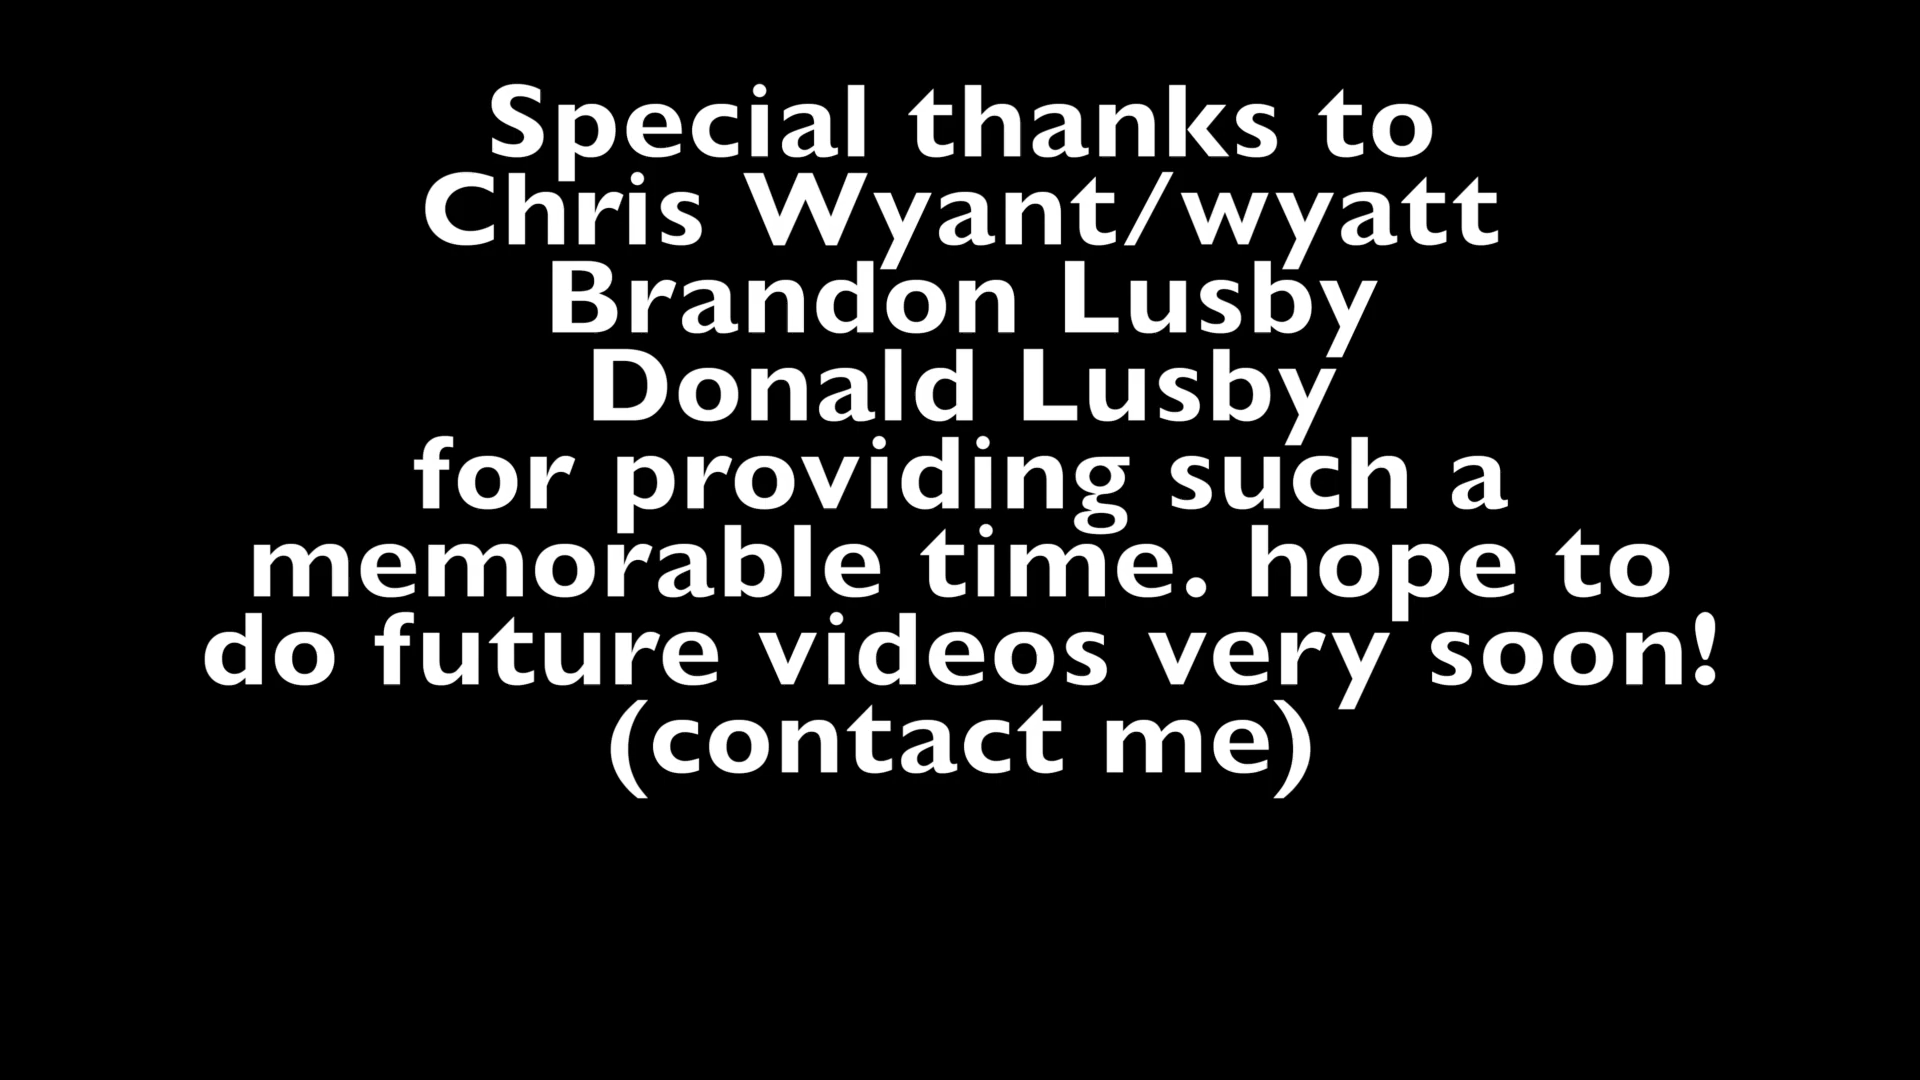 Special thanks to
Chris Wyant/wyatt
Brandon Lusby
Donald Lusby
for providing such a
memorable time. hope to
do future videos very soon!
(contact me)